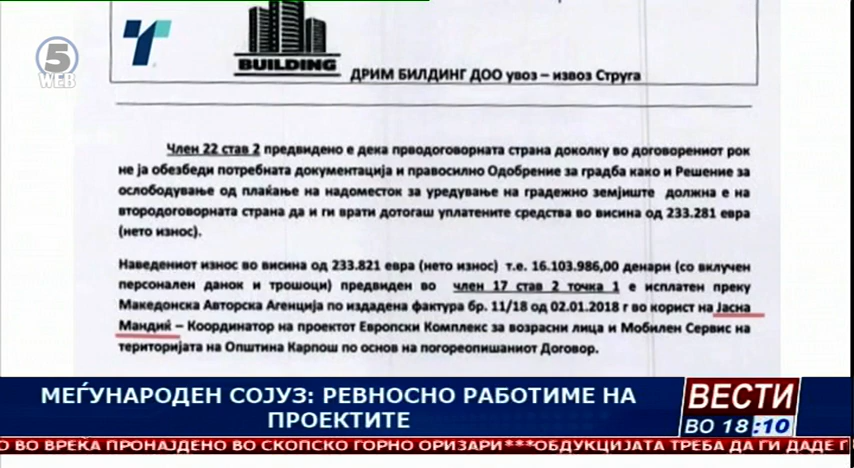 5
WEB
BUILDING
ДРИМ БИЛДИНГ ДОО увоз – извоз Струга
Член 22 став 2 предвидено е дека прводоговорната страна доколку во договорениот рок
не ја обезбеди потребната документација и правосилно Одобрение за градба како и Решение за
ослободување од плаќање на надоместок за уредување на градежно земјиште должна е на
втородоговорната страна да и ги врати дотогаш уплатените средства во висина од 233.281 евра
(нето износ).
Наведениот износ во висина од 233.821 евра (нето износ) т.е. 16.103.986,00 денари (со вклучен
персонален данок и трошоци) предвиден во член 17 став 2 точка 1 е исплатен преку
Македонска Авторска Агенција по издадена фактура бр. 11/18 од 02.01.2018 г во корист на Јасна
Мандиќ – Координатор на проектот Европски Комплекс за возрасни лица и Мобилен Сервис на
територијата на Општина Карпош по основ на погореопишаниот Договор.
МЕЃУНАРОДЕН СОЈУЗ: РЕВНОСНО РАБОТИМЕ НА
ПРОЕКТИТЕ
ВЕСТИ
ВО 18:10
О ВО ВРЕЌА ПРОНАЈДЕНО ВО СКОПСКО ГОРНО ОРИЗАРИ***ОБДУКЦИЈАТА ТРЕБА ДА ГИ ДАДЕ П